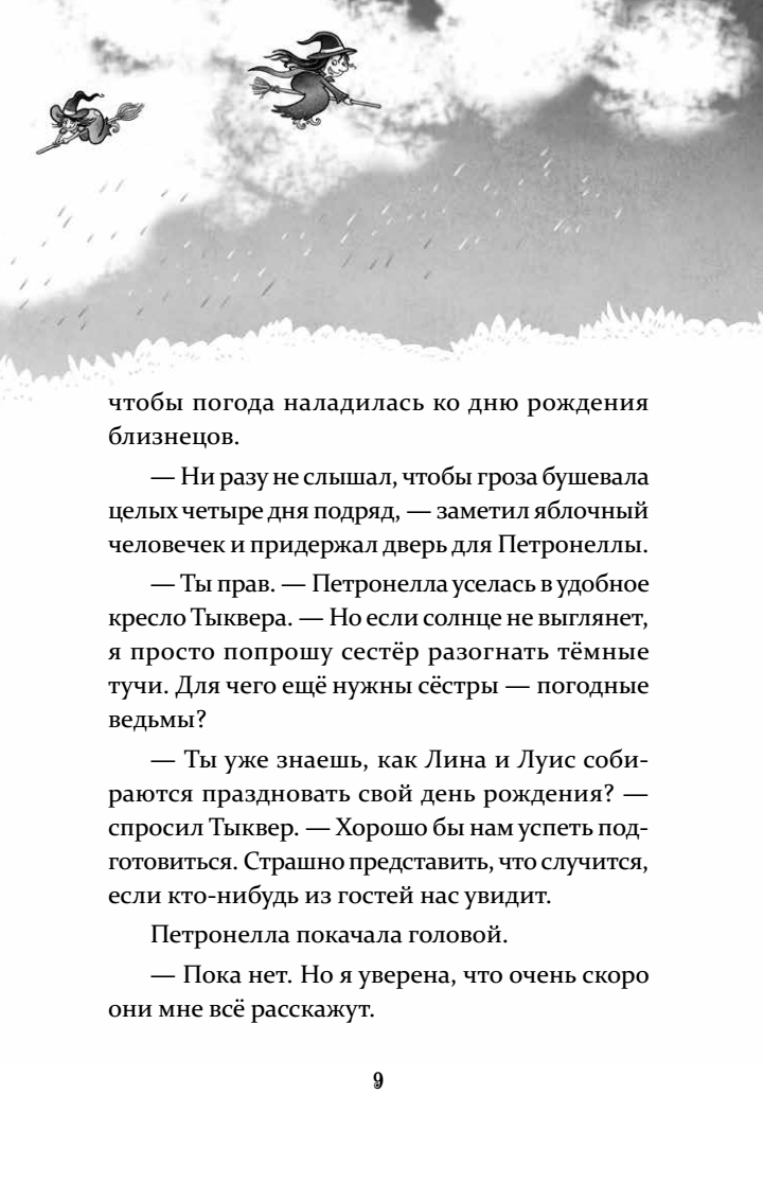 чтобы погода наладилась ко дню рождения
близнецов.
— Ни разу не слышал, чтобы гроза бушевала
целых четыре дня подряд, — заметил яблочный
человечек и придержал дверь для Петронеллы.
— Ты прав. — Петронелла уселась в удобное
кресло Тыквера. — Но если солнце не выглянет,
я просто попрошу сестёр разогнать тёмные
тучи. Для чего ещё нужны сёстры — погодные
ведьмы?
— Ты уже знаешь, как Лина и Луис соби-
раются праздновать свой день рождения? —
спросил Тыквер. — Хорошо бы нам успеть под-
готовиться. Страшно представить, что случится,
если кто-нибудь из гостей нас увидит.
Петронелла покачала головой.
— Пока нет. Но я уверена, что очень скоро
они мне всё расскажут.
9